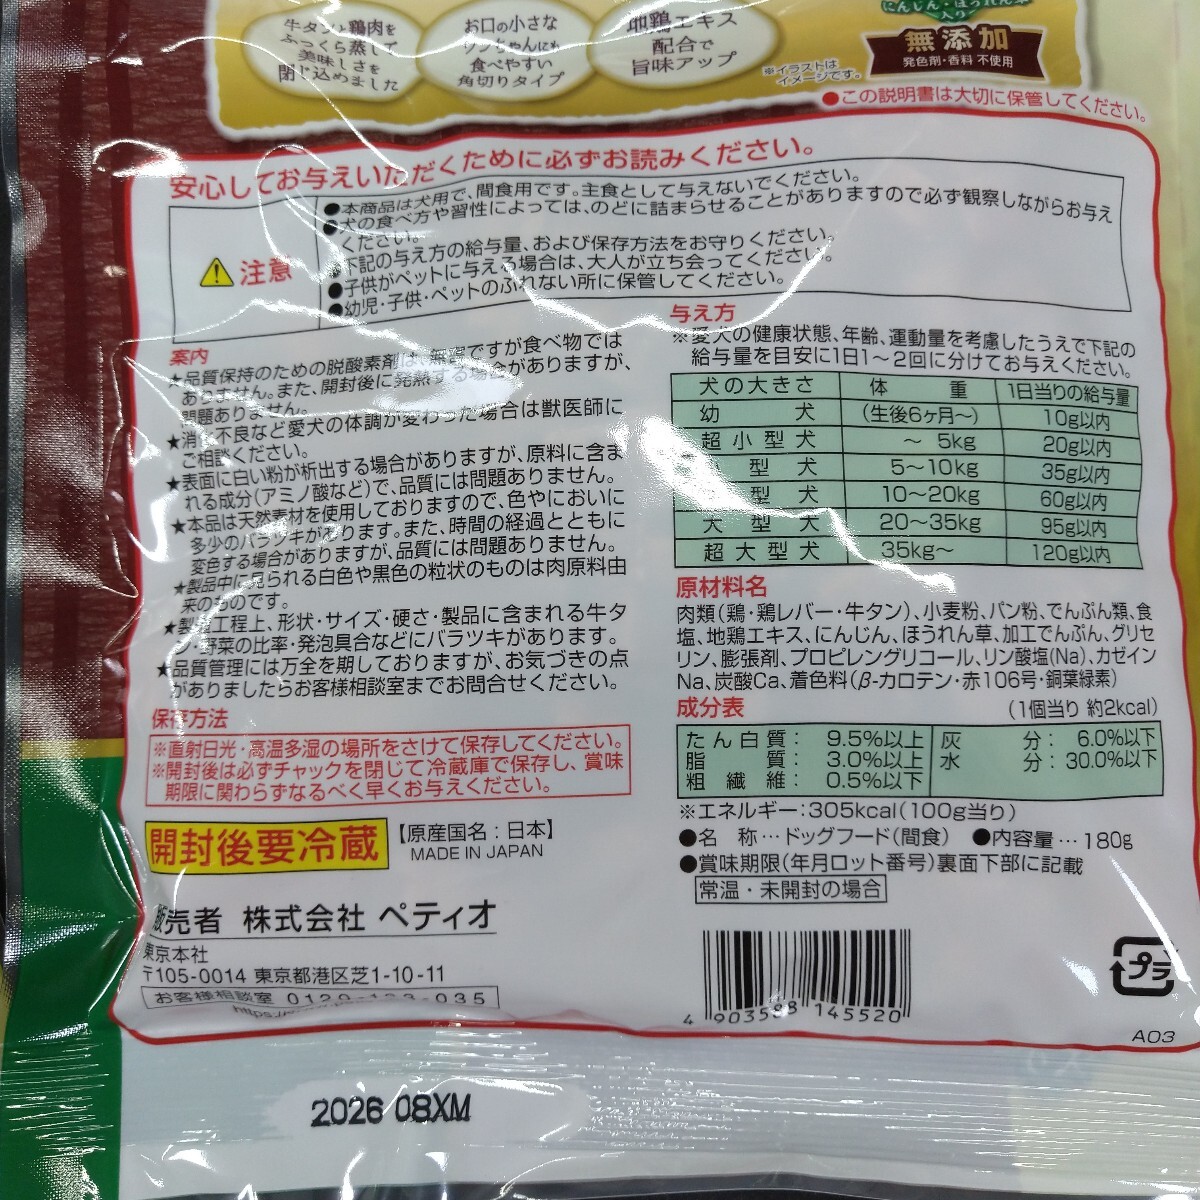 牛タンと鶏肉を
ふっくら蒸して
美味しさを
閉じ込めました
お口の小さな
ワンちゃんにも
食べやすい
角切りタイプ
地鶏エキス
配合で
旨味アップ
※イラストは
イメージです。
にんじん・ほうれん草
入り
無添加
発色剤・香料 不使用
●この説明書は大切に保管してください。
安心してお与えいただくために必ずお読みください。
注意
●本商品は犬用で、間食用です。主食として与えないでください。
●犬の食べ方や習性によっては、のどに詰まらせることがありますので必ず観察しながらお与え
ください。
●下記の与え方の給与量、および保存方法をお守りください。
●子供がペットに与える場合は、大人が立ち会ってください。
●幼児・子供・ペットのふれない所に保管してください。
案内
★品質保持のための脱酸素剤は、無害ですが食べ物では
ありません。また、開封後に発熱する場合がありますが、
問題ありません。
★消化不良など愛犬の体調が変わった場合は獣医師に
ご相談ください。
★表面に白い粉が析出する場合がありますが、原料に含ま
れる成分(アミノ酸など)で、品質には問題ありません。
★本品は天然素材を使用しておりますので、色やにおいに
多少のバラツキがあります。また、時間の経過とともに
変色する場合がありますが、品質には問題ありません。
★製品中に見られる白色や黒色の粒状のものは肉原料由
来のものです。
★製造工程上、形状・サイズ・硬さ・製品に含まれる牛タ
ン・野菜の比率・発泡具合などにバラツキがあります。
★品質管理には万全を期しておりますが、お気づきの点
がありましたらお客様相談室までお問合せください。
保存方法
※直射日光・高温多湿の場所をさけて保存してください。
※開封後は必ずチャックを閉じて冷蔵庫で保存し、賞味
期限に関わらずなるべく早くお与えください。
開封後要冷蔵
【原産国名:日本】
MADE IN JAPAN
販売者 株式会社 ペティオ
東京本社
〒105-0014 東京都港区芝1-10-11
お客様相談室 0120-133-035
与え方
※愛犬の健康状態、年齢、運動量を考慮したうえで下記の
給与量を目安に1日1〜2回に分けてお与えください。
犬の大きさ 体重 1日当りの給与量
幼犬 (生後6ヶ月〜) 10g以内
超小型犬 〜5kg 20g以内
型犬 5〜10kg 35g以内
型犬 10〜20kg 60g以内
大型犬 20〜35kg 95g以内
超大型犬 35kg〜 120g以内
原材料名
肉類(鶏・鶏レバー・牛タン)、小麦粉、パン粉、でんぷん類、食
塩、地鶏エキス、にんじん、ほうれん草、加工でんぷん、グリセ
リン、膨張剤、プロピレングリコール、リン酸塩(Na)、カゼイン
Na、炭酸Ca、着色料(β-カロテン・赤106号・銅葉緑素)
成分表 (1個当り 約2kcal)
たん白質: 9.5%以上 灰分: 6.0%以下
脂質: 3.0%以上 水分: 30.0%以下
粗繊維: 0.5%以下
※エネルギー:305kcal(100g当り)
●名 称…ドッグフード(間食) ●内容量…180g
●賞味期限(年月ロット番号)裏面下部に記載
常温・未開封の場合
4 903588 145520
プラ
A03
2026 08XM